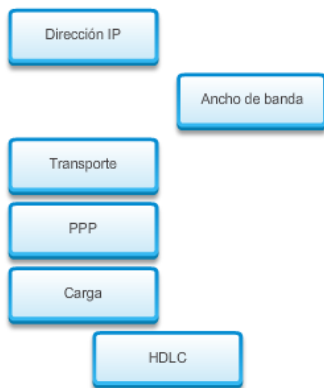 Dirección IP
Ancho de banda
Transporte
PPP
Carga
HDLC